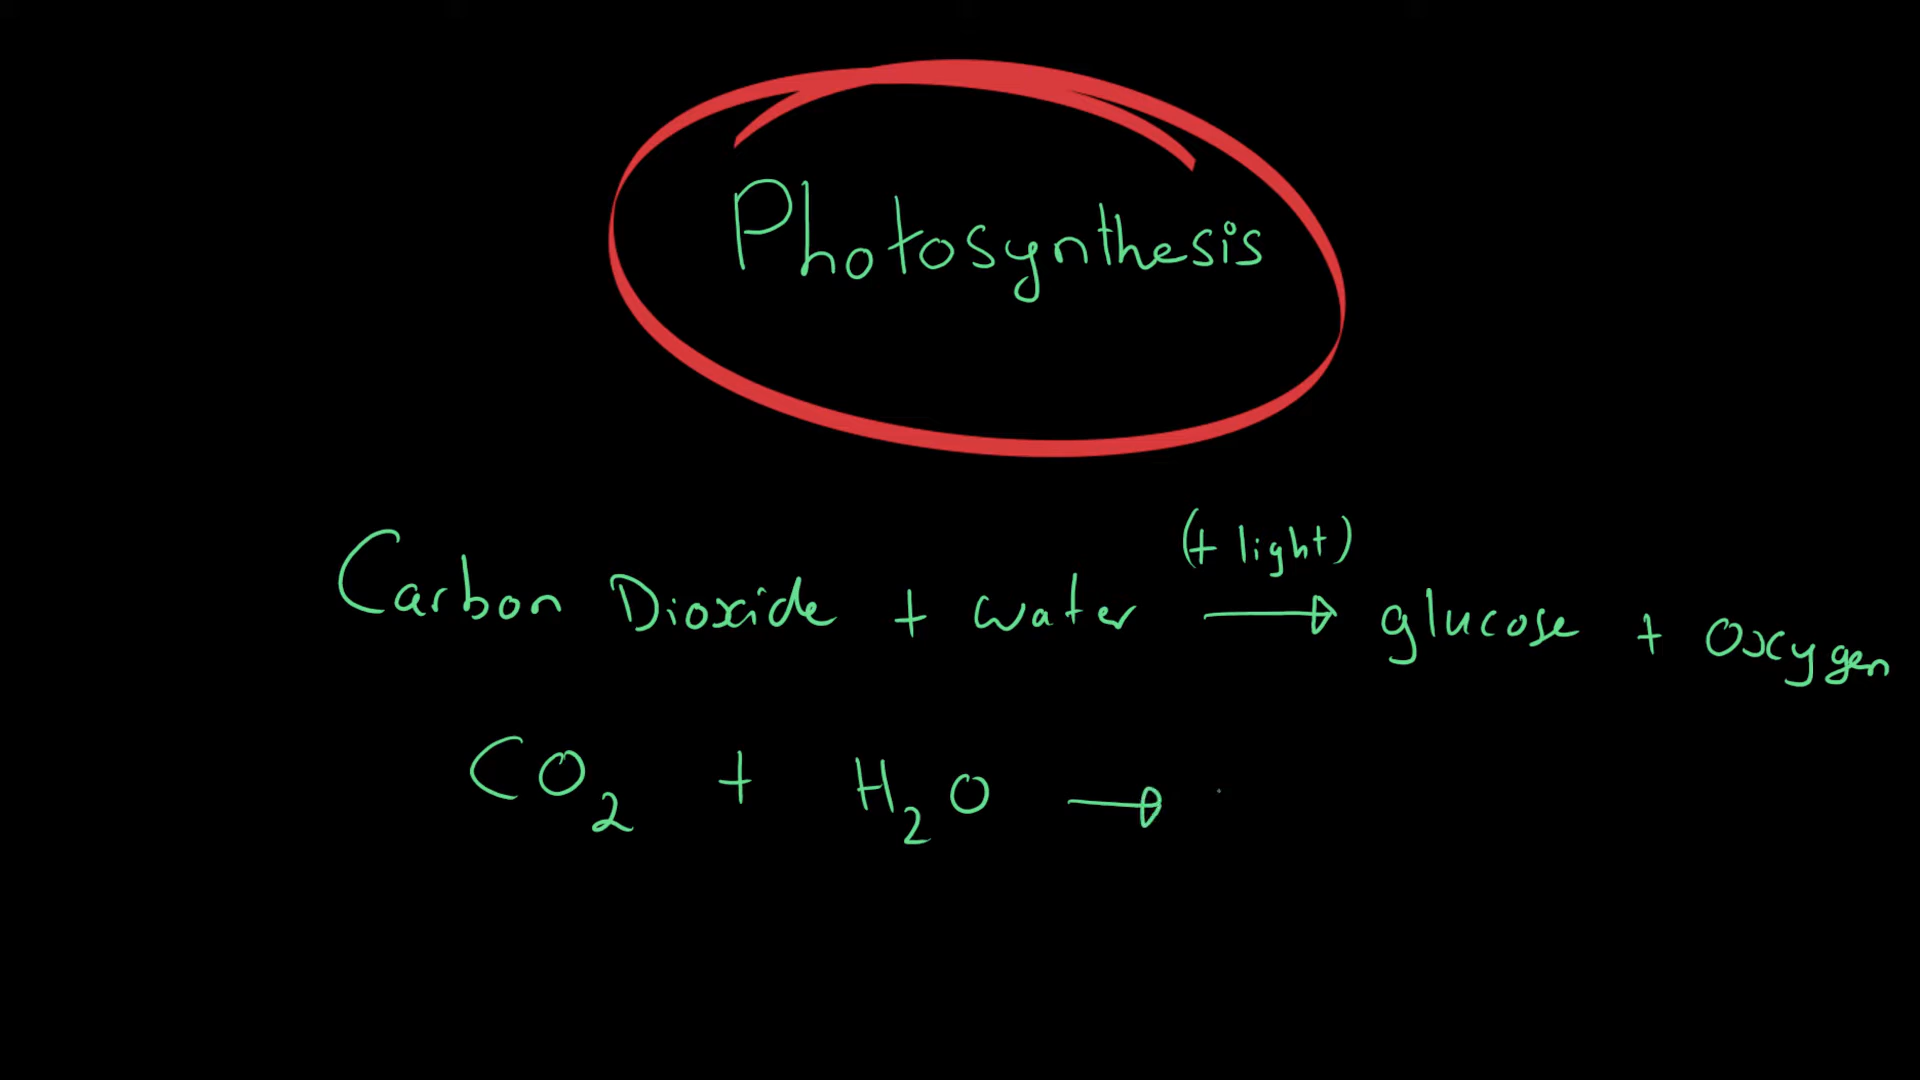 Photosynthesis
(+ light)
Carbon Dioxide + water → glucose + Oxygen
CO₂ + H₂O →